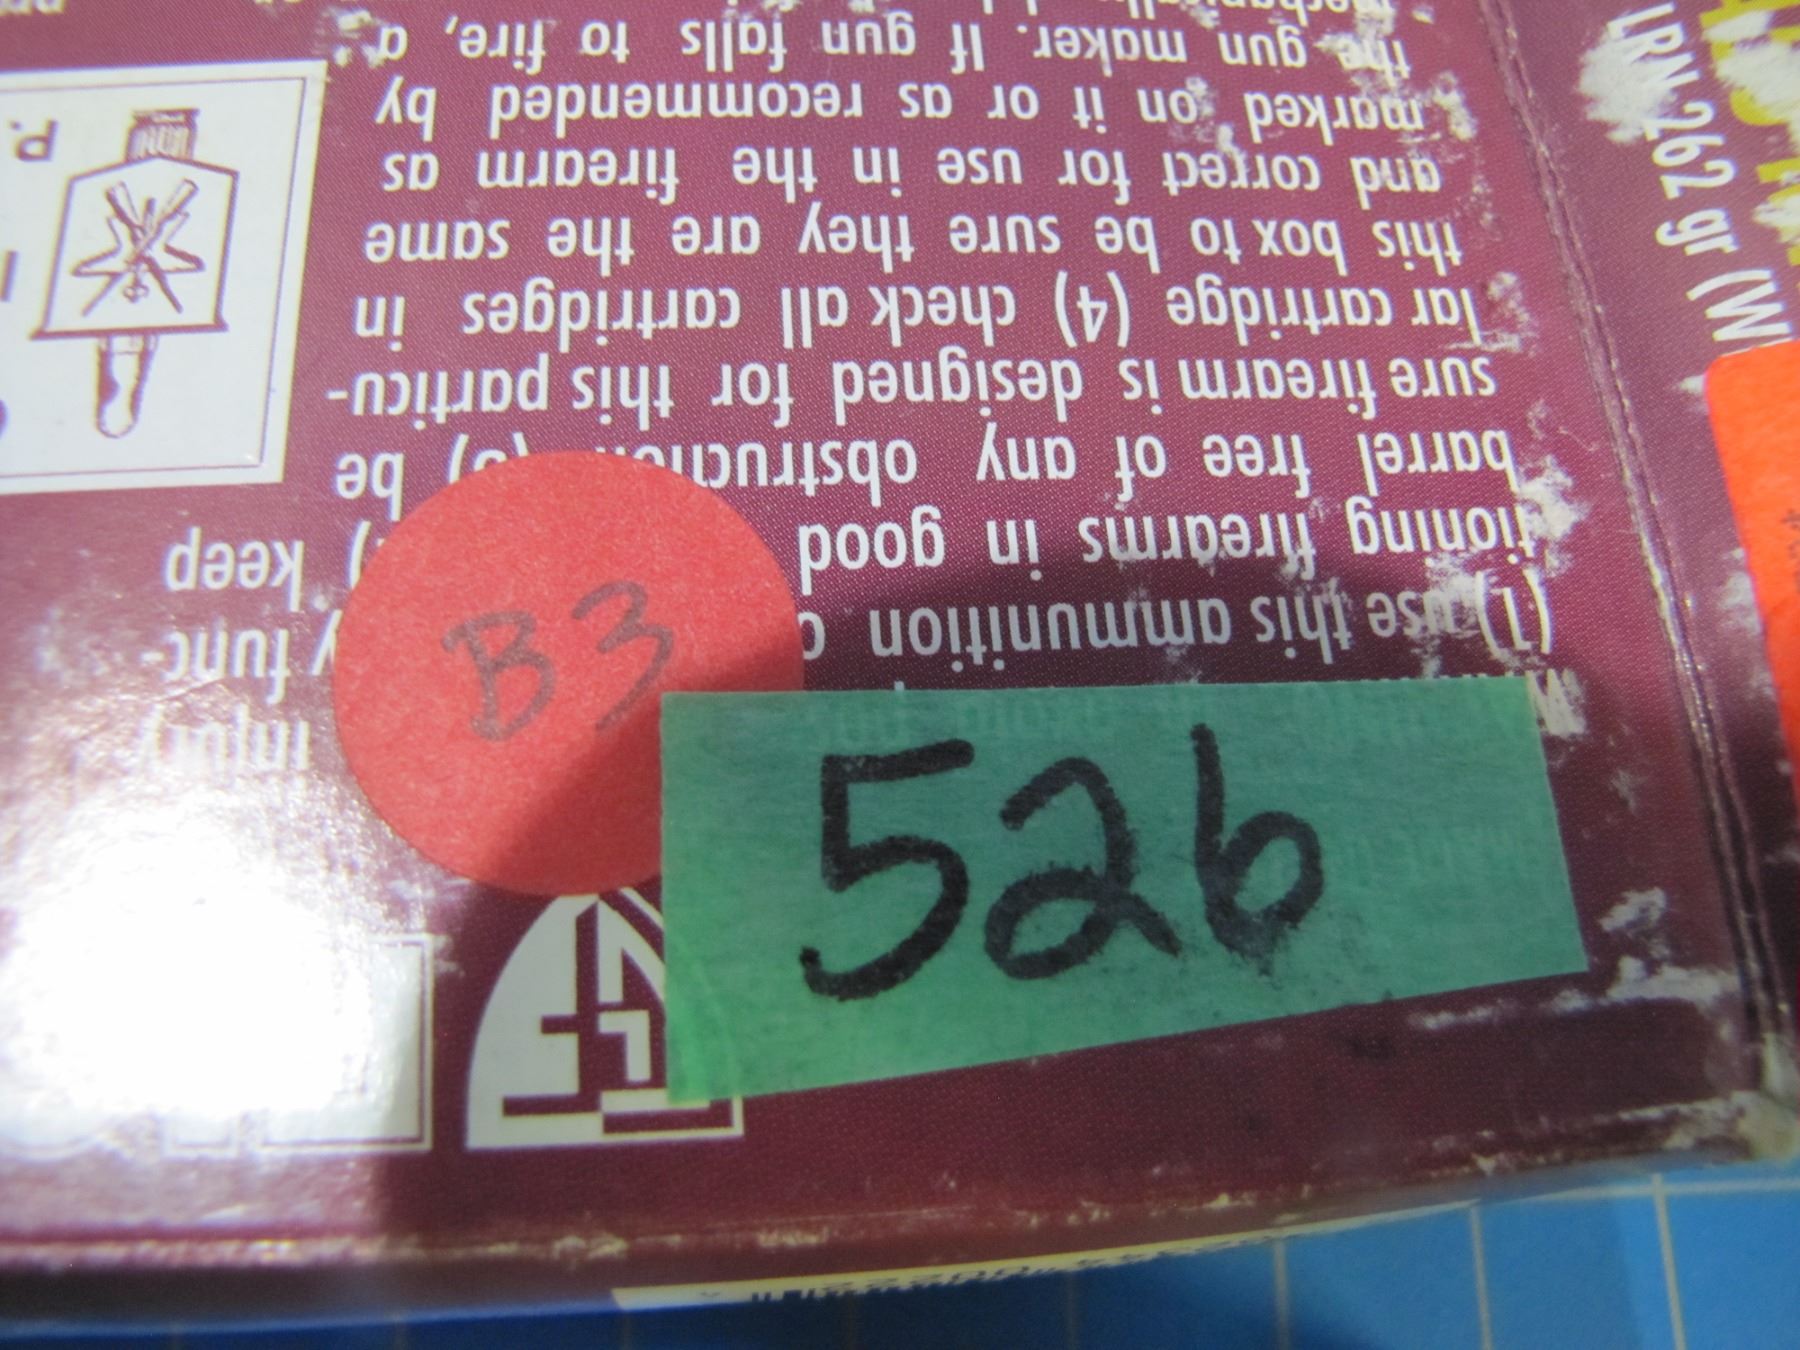 injury
(1) use this ammunition func-
tioning firearms in good keep
barrel free of any obstruction (3) be
sure firearm is designed for this particu-
lar cartridge (4) check all cartridges in
this box to be sure they are the same
and correct for use in the firearm as
marked on it or as recommended by
the gun maker. If gun fails to fire, a
B3
526
LRN 262 gr
P.